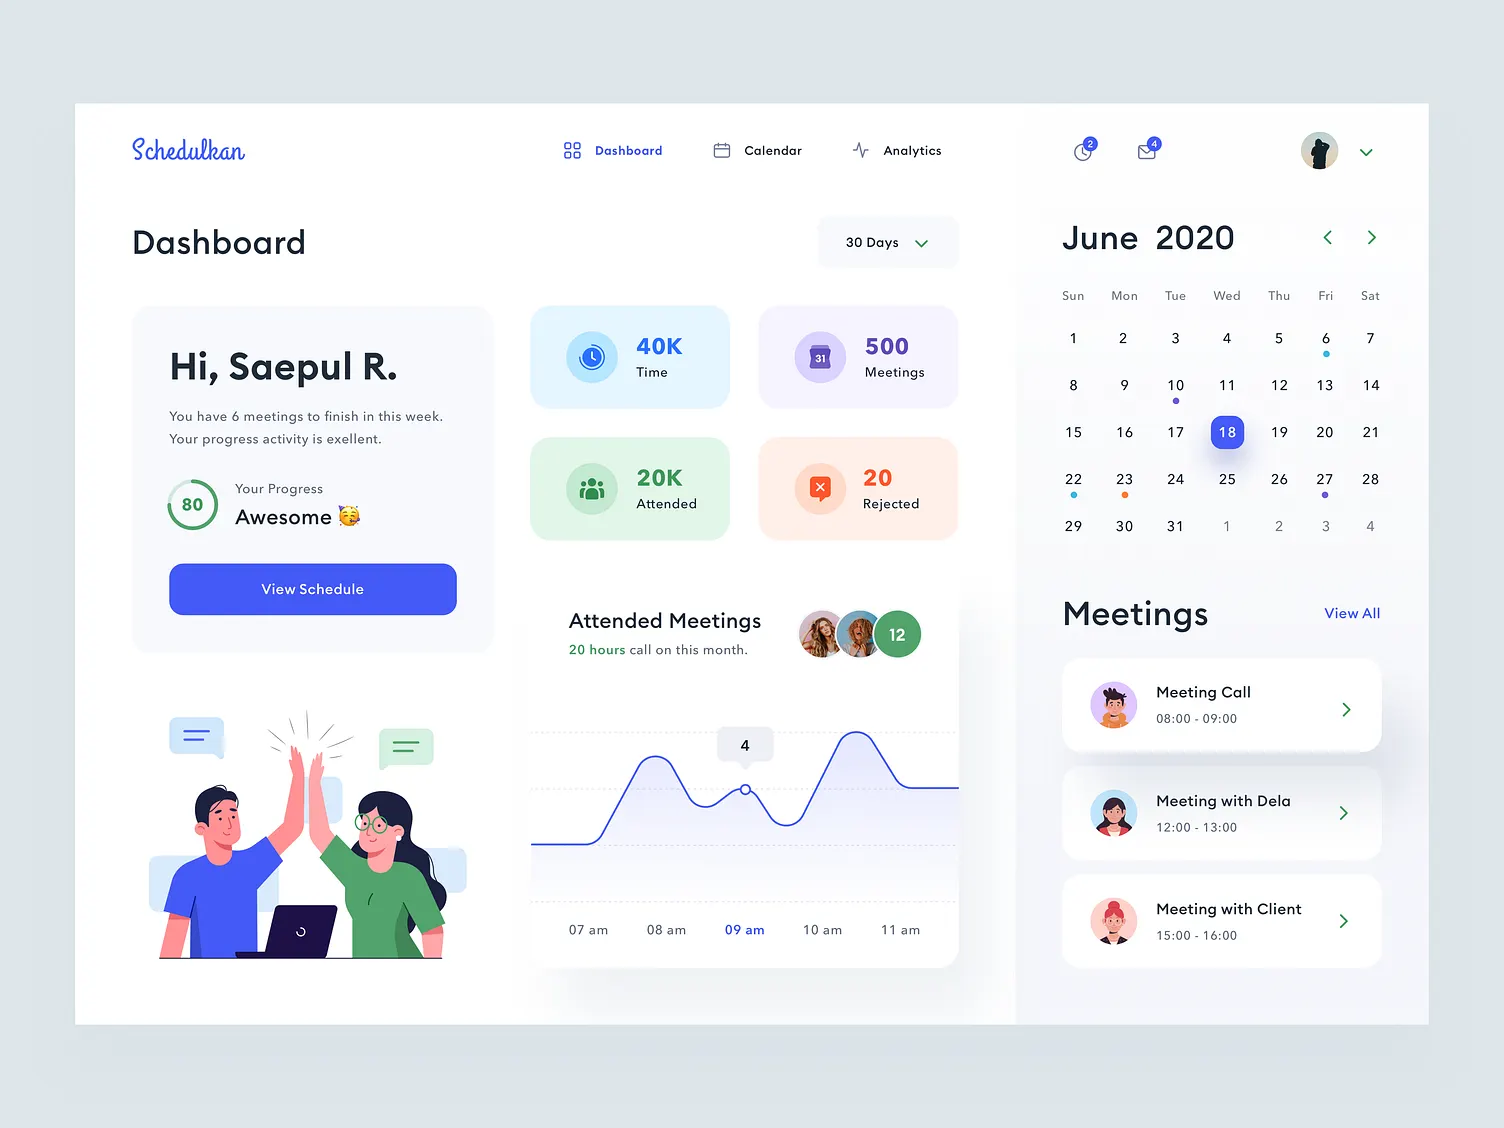 Schedulkan
Dashboard
Calendar
Analytics
2
4
Dashboard
30 Days
Hi, Saepul R.
You have 6 meetings to finish in this week.
Your progress activity is exellent.
80
Your Progress
Awesome 🥳
View Schedule
40K
Time
31
500
Meetings
20K
Attended
20
Rejected
Attended Meetings
20 hours call on this month.
12
4
07 am 08 am 09 am 10 am 11 am
June 2020
Sun Mon Tue Wed Thu Fri Sat
1 2 3 4 5 6 7
8 9 10 11 12 13 14
15 16 17 18 19 20 21
22 23 24 25 26 27 28
29 30 31 1 2 3 4
Meetings
View All
Meeting Call
08:00 - 09:00
Meeting with Dela
12:00 - 13:00
Meeting with Client
15:00 - 16:00